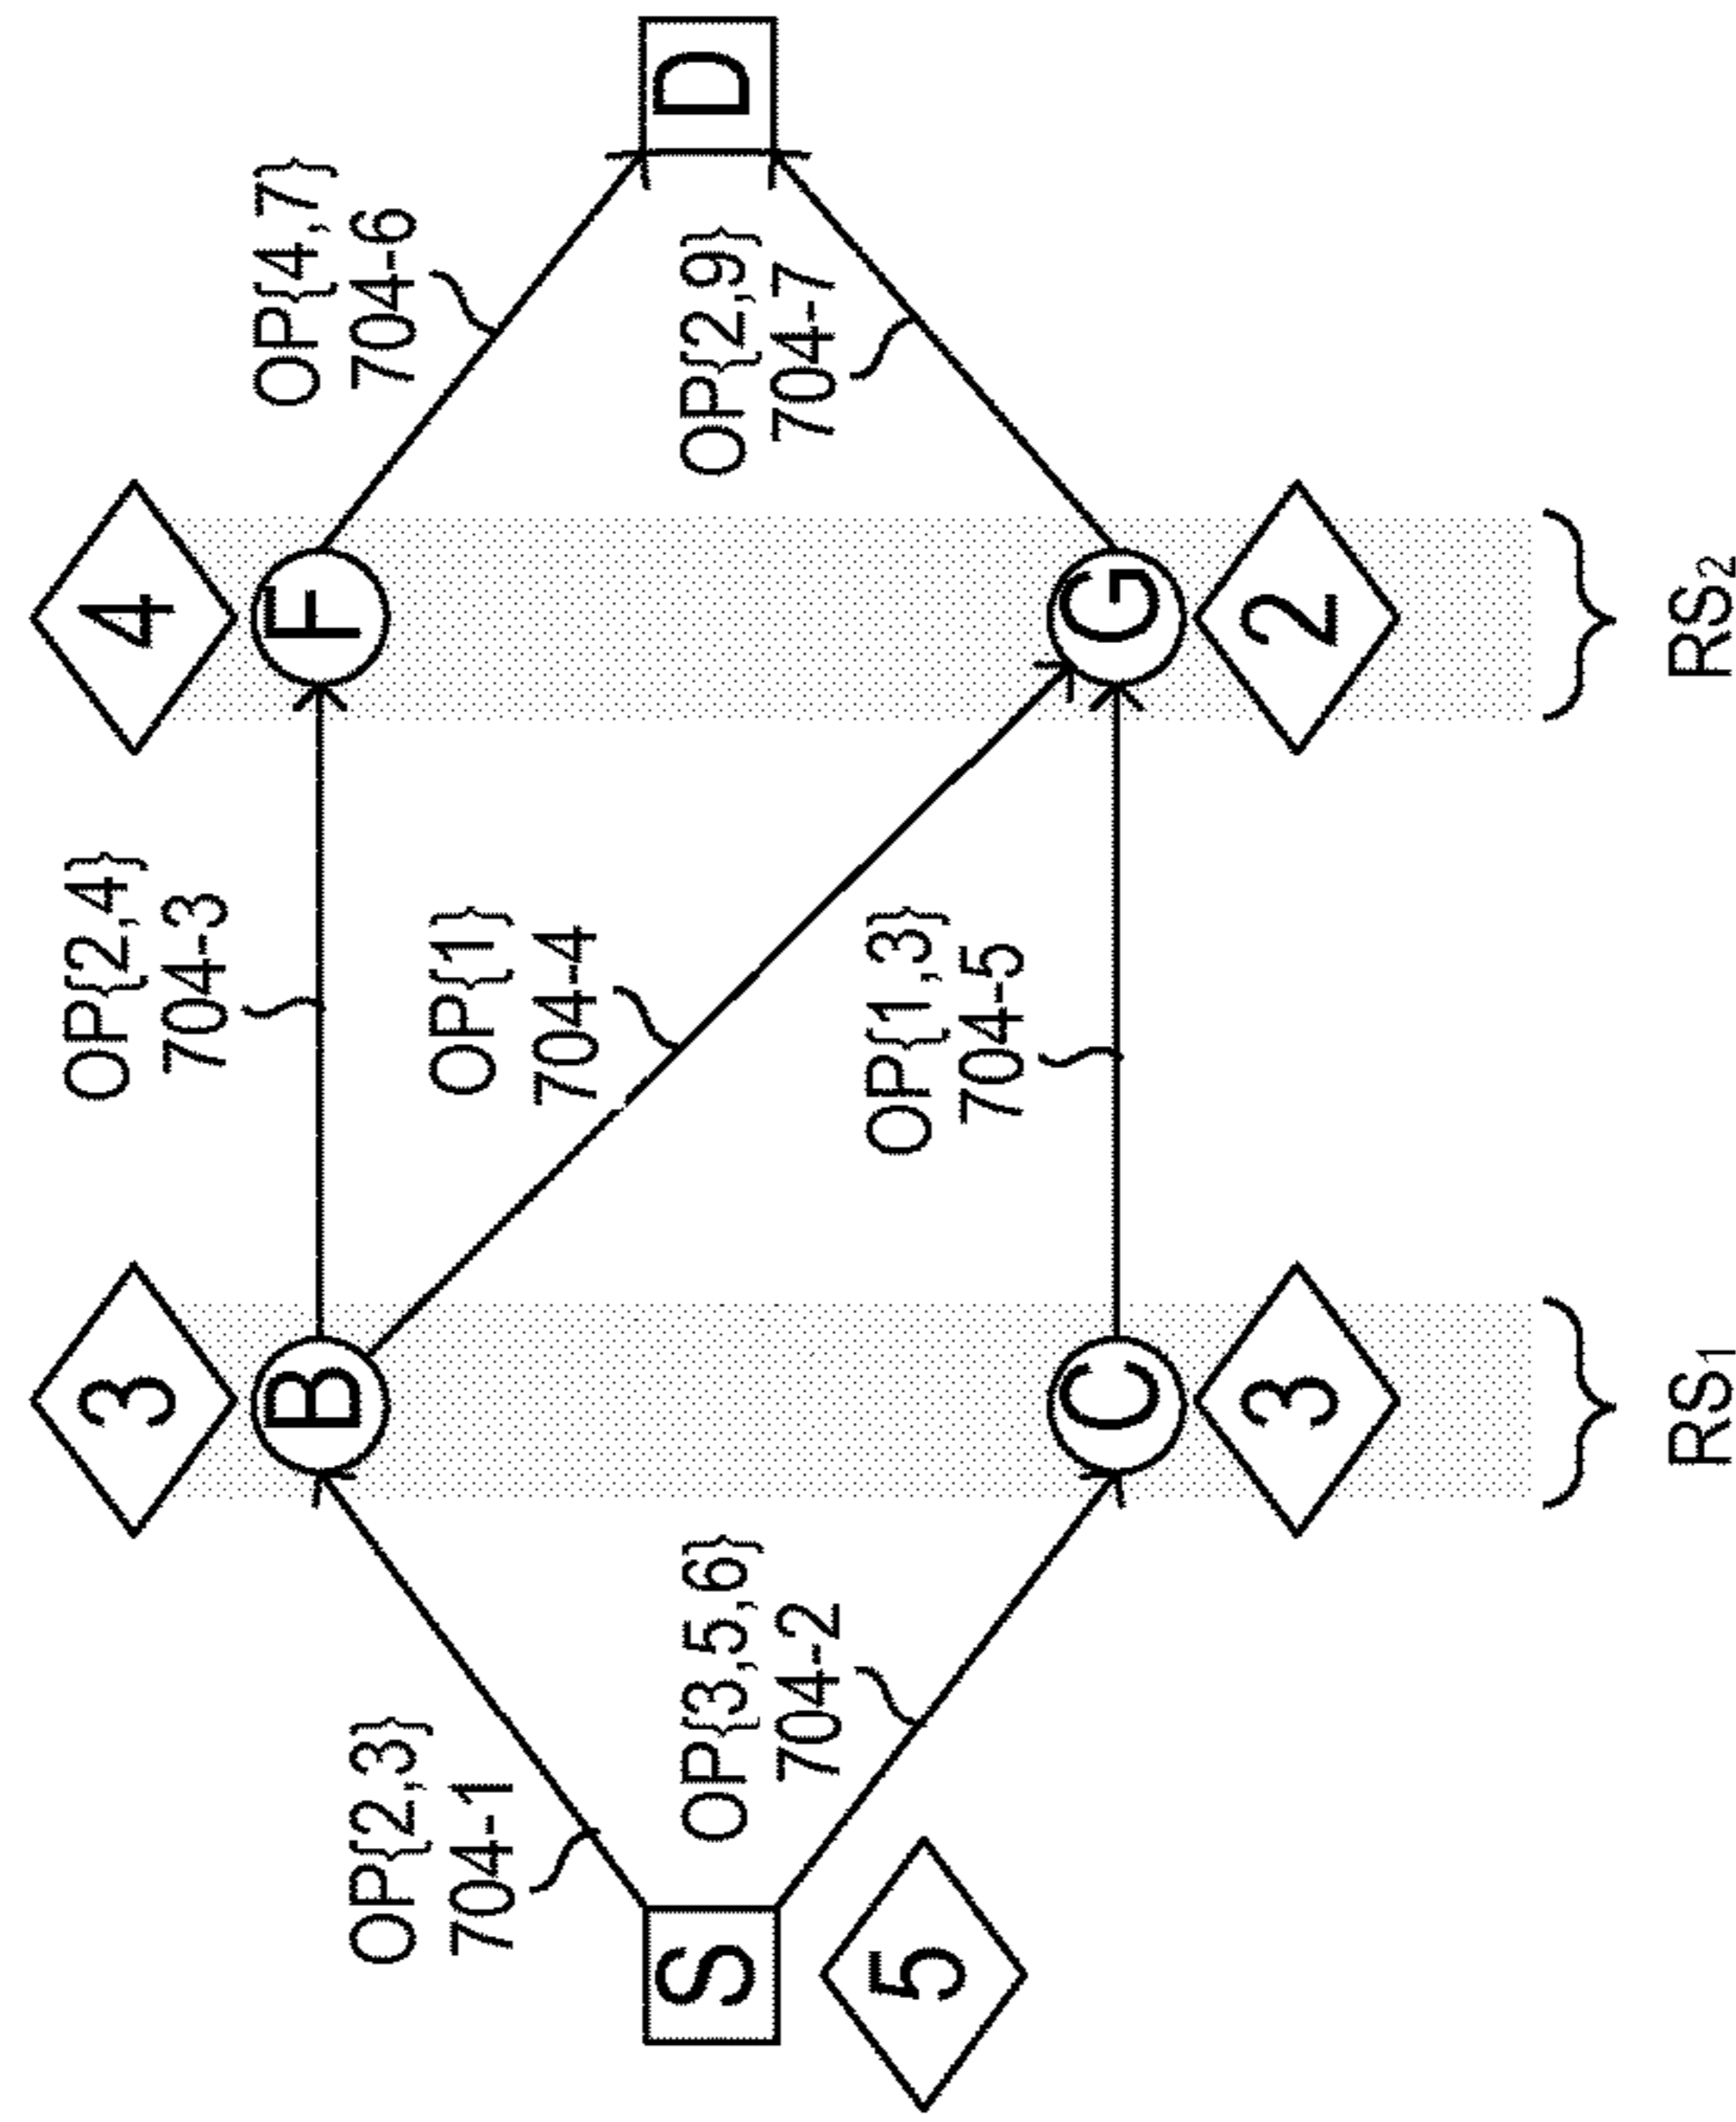 3
4
OP{2,4}
704-3
B
F
OP{4,7}
704-6
OP{2,3}
704-1
OP{1}
704-4
S
D
5
OP{3,5,6}
704-2
OP{2,9}
704-7
OP{1,3}
704-5
C
G
3
2
RS1
RS2